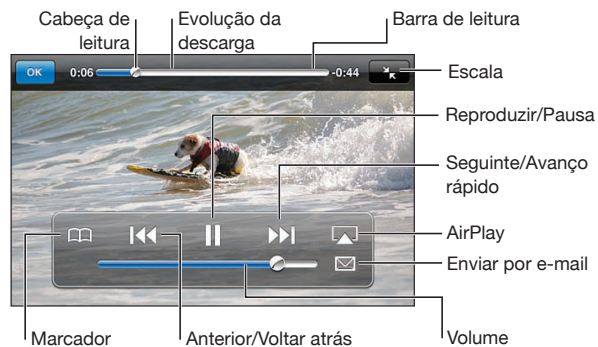 Cabeça de
leitura
Evolução da
descarga
Barra de leitura
OK
0:06
-0:44
Escala
Reproduzir/Pausa
Seguinte/Avanço
rápido
AirPlay
Enviar por e-mail
Marcador
Anterior/Voltar atrás
Volume